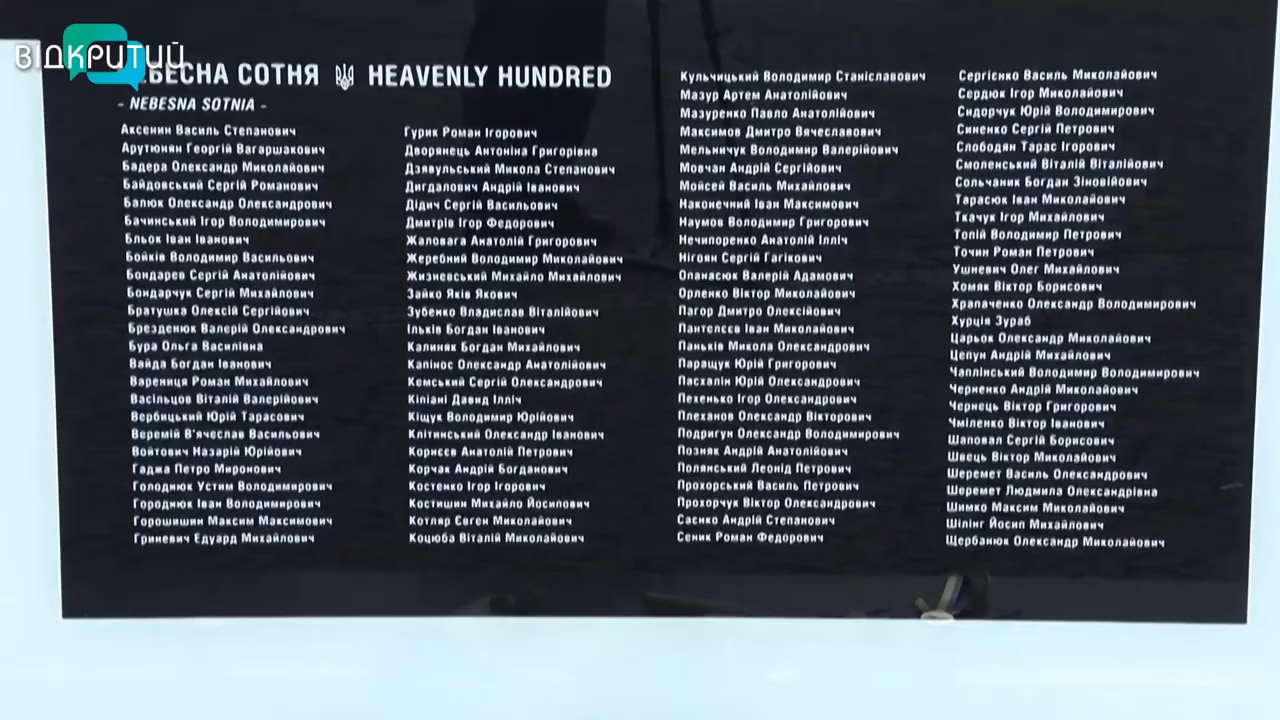 ВІДКРИТИЙ
НЕБЕСНА СОТНЯ HEAVENLY HUNDRED
- NEBESNA SOTNIA -
Аксенин Василь Степанович
Арутюнян Георгій Вагаршакович
Бадера Олександр Миколайович
Байдовський Сергій Романович
Балюк Олександр Олександрович
Бачинський Ігор Володимирович
Бльок Іван Іванович
Бойків Володимир Васильович
Бондарев Сергій Анатолійович
Бондарчук Сергій Михайлович
Братушка Олексій Сергійович
Брезденюк Валерій Олександрович
Бура Ольга Василівна
Вайда Богдан Іванович
Варениця Роман Михайлович
Васільцов Віталій Валерійович
Вербицький Юрій Тарасович
Веремій В'ячеслав Васильович
Войтович Назарій Юрійович
Гаджа Петро Миронович
Голоднюк Устим Володимирович
Городнюк Іван Володимирович
Горошишин Максим Максимович
Гриневич Едуард Михайлович
Гурик Роман Ігорович
Дворянець Антоніна Григорівна
Дзявульський Микола Степанович
Дигдалович Андрій Іванович
Дідич Сергій Васильович
Дмитрів Ігор Федорович
Жаловага Анатолій Григорович
Жеребний Володимир Миколайович
Жизневський Михайло Михайлович
Зайко Яків Якович
Зубенко Владислав Віталійович
Ільків Богдан Іванович
Калиняк Богдан Михайлович
Капінос Олександр Анатолійович
Кемський Сергій Олександрович
Кіпіані Давид Ілліч
Кіщук Володимир Юрійович
Клітинський Олександр Іванович
Корнєєв Анатолій Петрович
Корчак Андрій Богданович
Костенко Ігор Ігорович
Костишин Михайло Йосипович
Котляр Євген Миколайович
Коцюба Віталій Миколайович
Кульчицький Володимир Станіславович
Мазур Артем Анатолійович
Мазуренко Павло Анатолійович
Максимов Дмитро Вячеславович
Мельничук Володимир Валерійович
Мовчан Андрій Сергійович
Мойсей Василь Михайлович
Наконечний Іван Максимович
Наумов Володимир Григорович
Нечипоренко Анатолій Ілліч
Нігоян Сергій Гагікович
Опанасюк Валерій Адамович
Орленко Віктор Миколайович
Пагор Дмитро Олексійович
Пантелєєв Іван Миколайович
Паньків Микола Олександрович
Паращук Юрій Григорович
Пасхалін Юрій Олександрович
Пехенько Ігор Олександрович
Плеханов Олександр Вікторович
Подригун Олександр Володимирович
Позняк Андрій Анатолійович
Полянський Леонід Петрович
Прохорський Василь Петрович
Прохорчук Віктор Олександрович
Саєнко Андрій Степанович
Сеник Роман Федорович
Сергієнко Василь Миколайович
Сердюк Ігор Миколайович
Сидорчук Юрій Володимирович
Синенко Сергій Петрович
Слободян Тарас Ігорович
Смоленський Віталій Віталійович
Сольчаник Богдан Зіновійович
Тарасюк Іван Миколайович
Ткачук Ігор Михайлович
Топій Володимир Петрович
Точин Роман Петрович
Ушневич Олег Михайлович
Хомяк Віктор Борисович
Храпаченко Олександр Володимирович
Хурція Зураб
Царьок Олександр Миколайович
Цепун Андрій Михайлович
Чаплінський Володимир Володимирович
Черненко Андрій Миколайович
Чернець Віктор Григорович
Чміленко Віктор Іванович
Шаповал Сергій Борисович
Швець Віктор Миколайович
Шеремет Василь Олександрович
Шеремет Людмила Олександрівна
Шимко Максим Миколайович
Шілінг Йосип Михайлович
Щербанюк Олександр Миколайович